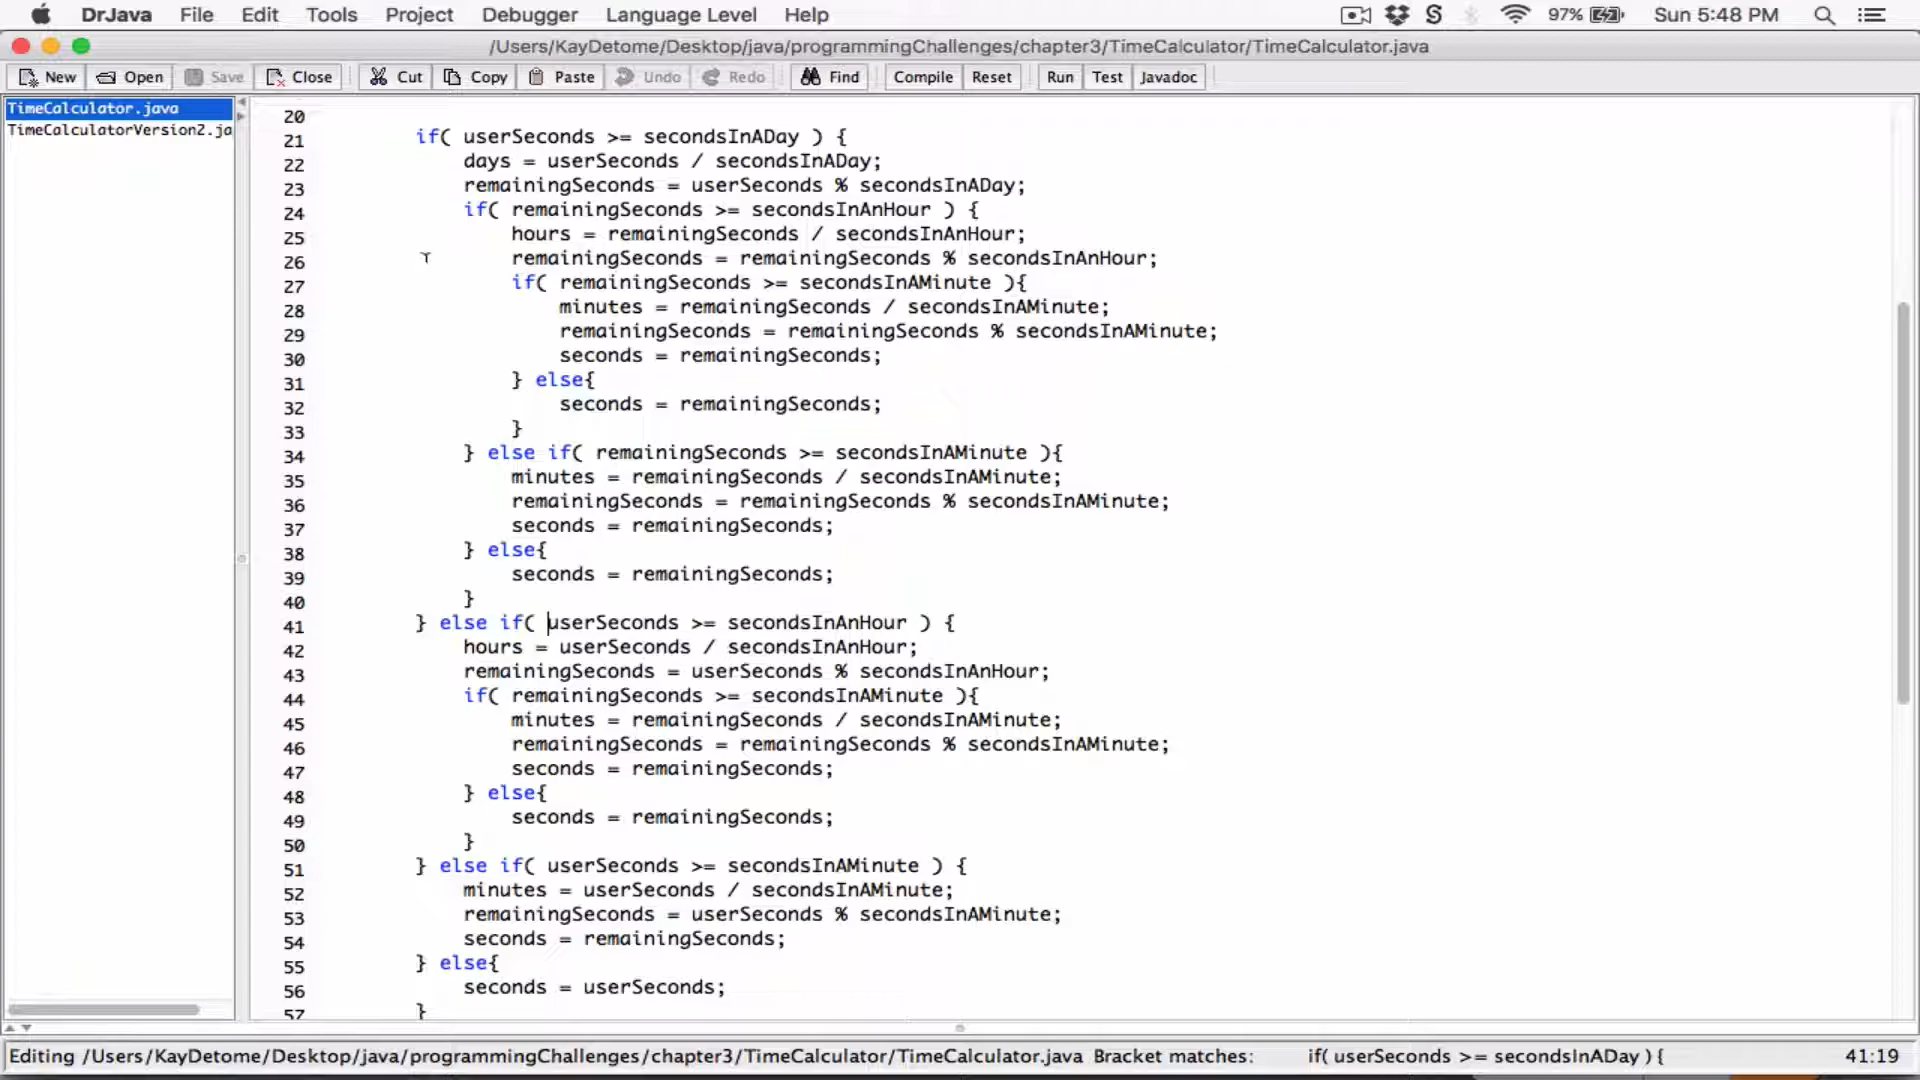 DrJava File Edit Tools Project Debugger Language Level Help 97% Sun 5:48 PM
/Users/KayDetome/Desktop/java/programmingChallenges/chapter3/TimeCalculator/TimeCalculator.java
New Open Save Close Cut Copy Paste Undo Redo Find Compile Reset Run Test Javadoc
TimeCalculator.java
TimeCalculatorVersion2.ja
20
21 if( userSeconds >= secondsInADay ) {
22 days = userSeconds / secondsInADay;
23 remainingSeconds = userSeconds % secondsInADay;
24 if( remainingSeconds >= secondsInAnHour ) {
25 hours = remainingSeconds / secondsInAnHour;
26 remainingSeconds = remainingSeconds % secondsInAnHour;
27 if( remainingSeconds >= secondsInAMinute ){
28 minutes = remainingSeconds / secondsInAMinute;
29 remainingSeconds = remainingSeconds % secondsInAMinute;
30 seconds = remainingSeconds;
31 } else{
32 seconds = remainingSeconds;
33 }
34 } else if( remainingSeconds >= secondsInAMinute ){
35 minutes = remainingSeconds / secondsInAMinute;
36 remainingSeconds = remainingSeconds % secondsInAMinute;
37 seconds = remainingSeconds;
38 } else{
39 seconds = remainingSeconds;
40 }
41 } else if( userSeconds >= secondsInAnHour ) {
42 hours = userSeconds / secondsInAnHour;
43 remainingSeconds = userSeconds % secondsInAnHour;
44 if( remainingSeconds >= secondsInAMinute ){
45 minutes = remainingSeconds / secondsInAMinute;
46 remainingSeconds = remainingSeconds % secondsInAMinute;
47 seconds = remainingSeconds;
48 } else{
49 seconds = remainingSeconds;
50 }
51 } else if( userSeconds >= secondsInAMinute ) {
52 minutes = userSeconds / secondsInAMinute;
53 remainingSeconds = userSeconds % secondsInAMinute;
54 seconds = remainingSeconds;
55 } else{
56 seconds = userSeconds;
57 }
Editing /Users/KayDetome/Desktop/java/programmingChallenges/chapter3/TimeCalculator/TimeCalculator.java Bracket matches: if( userSeconds >= secondsInADay ) { 41:19